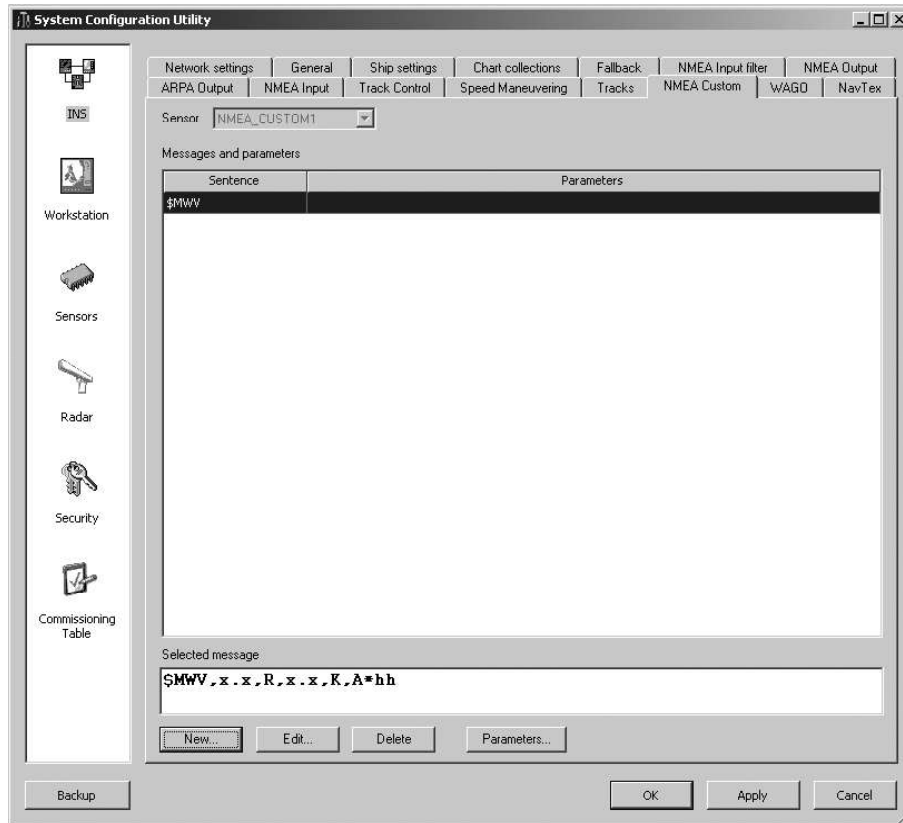 System Configuration Utility
INS
Workstation
Sensors
Radar
Security
Commissioning
Table
Network settings General Ship settings Chart collections Fallback NMEA Input filter NMEA Output
ARPA Output NMEA Input Track Control Speed Maneuvering Tracks NMEA Custom WAGO NavTex
Sensor NMEA_CUSTOM1
Messages and parameters
Sentence Parameters
$MWV
Selected message
$MWV,x.x,R,x.x,K,A*hh
New... Edit... Delete Parameters...
Backup OK Apply Cancel